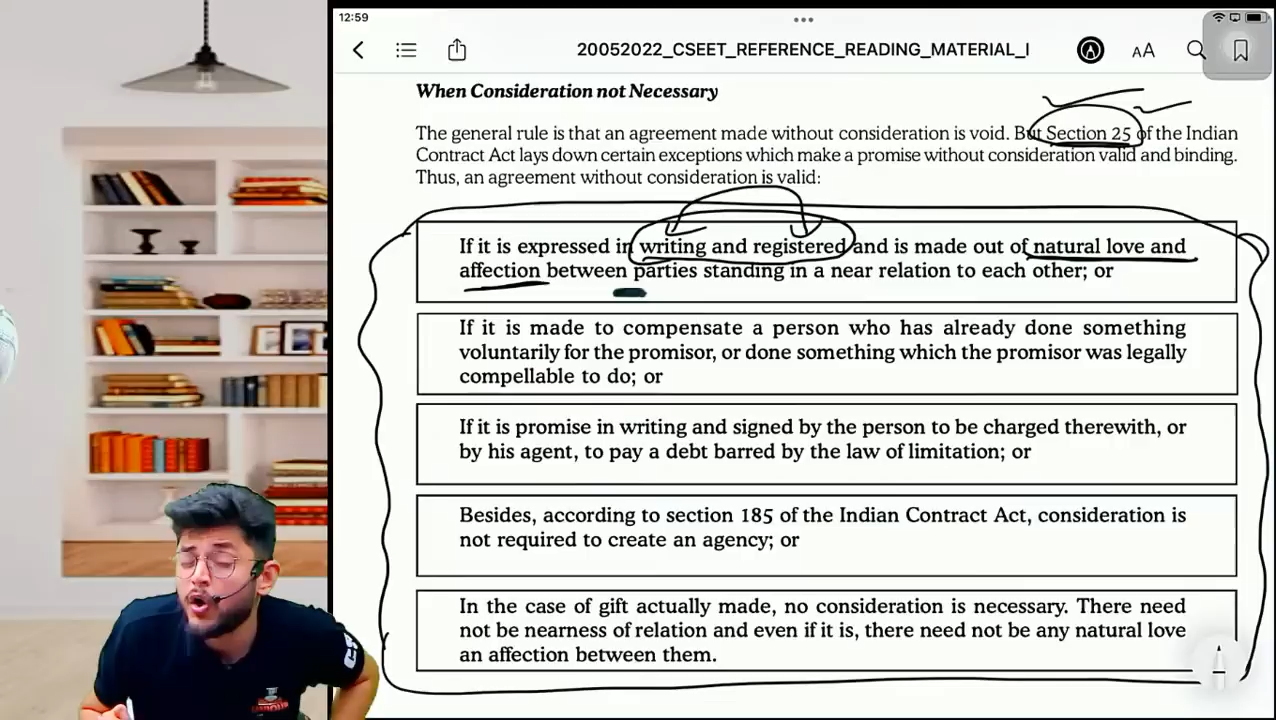 12:59
20052022_CSEET_REFERENCE_READING_MATERIAL_I
AA
When Consideration not Necessary
The general rule is that an agreement made without consideration is void. But Section 25 of the Indian
Contract Act lays down certain exceptions which make a promise without consideration valid and binding.
Thus, an agreement without consideration is valid:
If it is expressed in writing and registered and is made out of natural love and
affection between parties standing in a near relation to each other; or
If it is made to compensate a person who has already done something
voluntarily for the promisor, or done something which the promisor was legally
compellable to do; or
If it is promise in writing and signed by the person to be charged therewith, or
by his agent, to pay a debt barred by the law of limitation; or
Besides, according to section 185 of the Indian Contract Act, consideration is
not required to create an agency; or
In the case of gift actually made, no consideration is necessary. There need
not be nearness of relation and even if it is, there need not be any natural love
an affection between them.